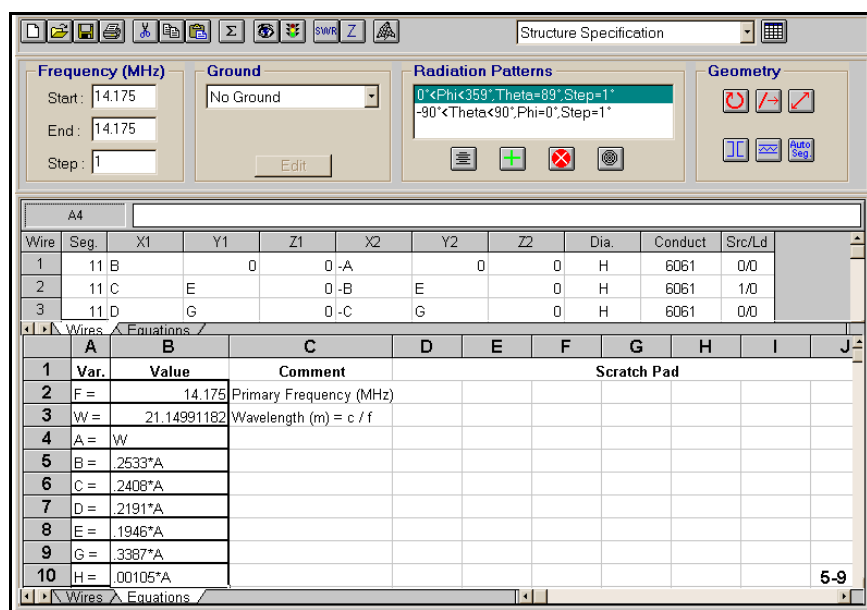 Σ SWR Z Structure Specification
Frequency (MHz) Ground Radiation Patterns Geometry
Start : 14.175 No Ground 0°<Phi<359°,Theta=89°,Step=1°
-90°<Theta<90°,Phi=0°,Step=1°
End : 14.175
Step : 1 Edit Auto Seg.
A4
Wire Seg. X1 Y1 Z1 X2 Y2 Z2 Dia. Conduct Src/Ld
1 11 B 0 0 -A 0 0 H 6061 0/0
2 11 C E 0 -B E 0 H 6061 1/0
3 11 D G 0 -C G 0 H 6061 0/0
Wires Equations
A B C D E F G H I J
1 Var. Value Comment Scratch Pad
2 F = 14.175 Primary Frequency (MHz)
3 W = 21.14991182 Wavelength (m) = c / f
4 A = W
5 B = .2533*A
6 C = .2408*A
7 D = .2191*A
8 E = .1946*A
9 G = .3387*A
10 H = .00105*A 5-9
Wires Equations